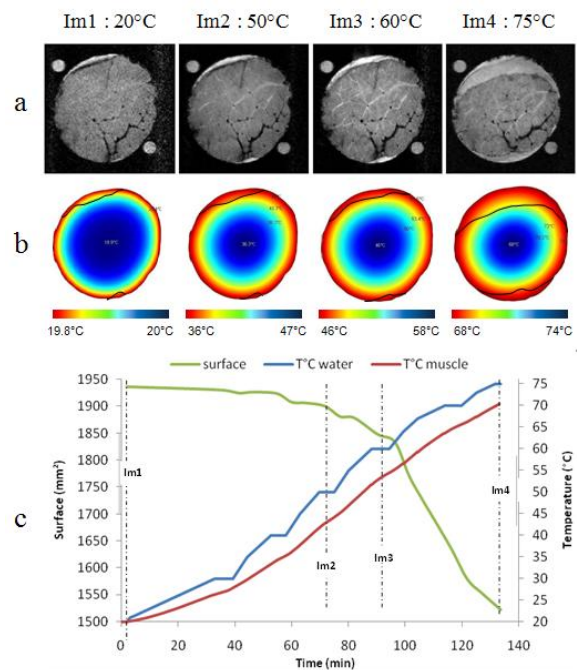 Im1 : 20°C Im2 : 50°C Im3 : 60°C Im4 : 75°C
a
b
19.8°C 20°C 36°C 47°C 46°C 58°C 68°C 74°C
surface T°C water T°C muscle
c
Surface (mm²)
1950
1900
1850
1800
1750
1700
1650
1600
1550
1500
Im1
Im2
Im3
Im4
75
70
65
60
55
50
45
40
35
30
25
20
Temperature (°C)
0 20 40 60 80 100 120 140
Time (min)